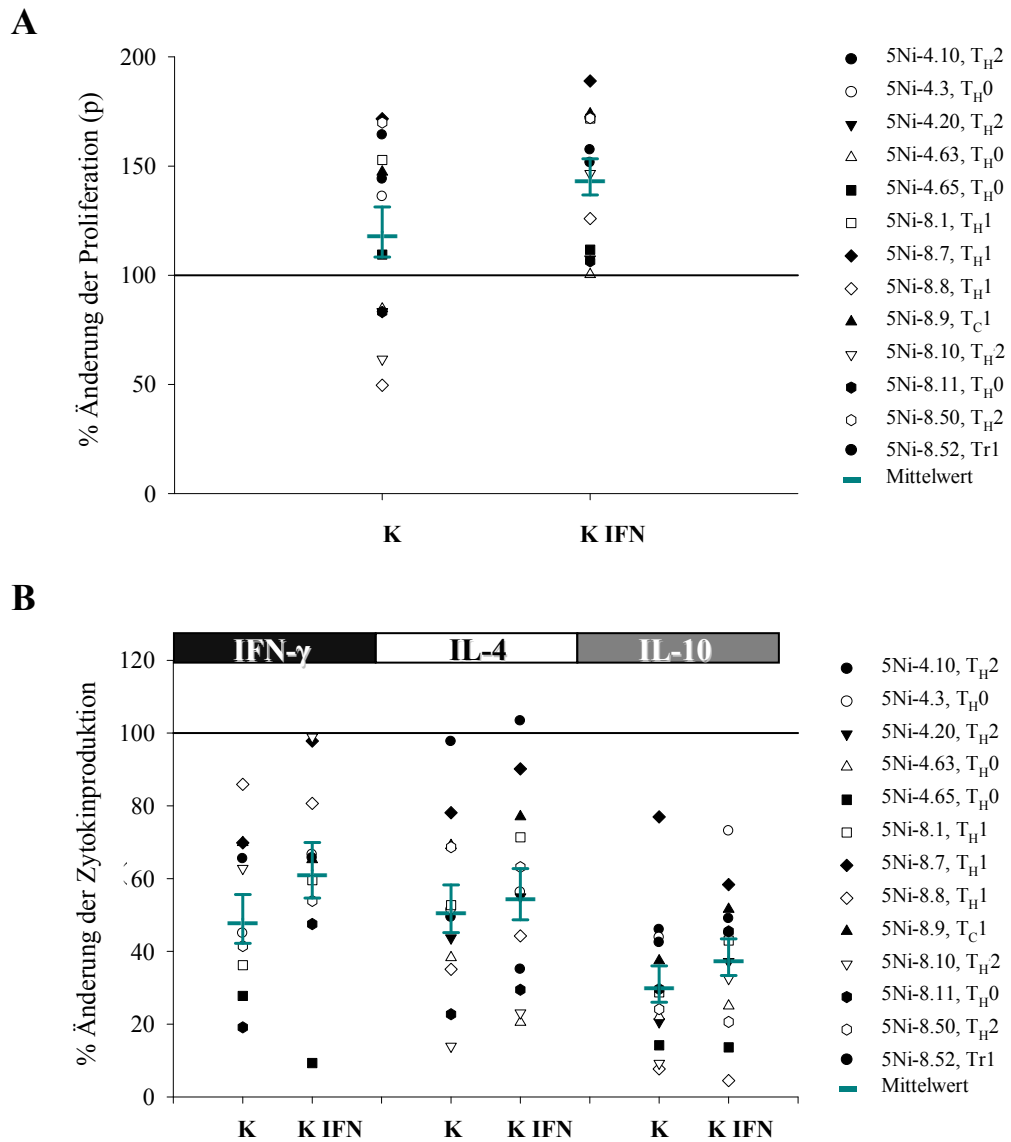 A
% Änderung der Proliferation (p)
200
150
100
50
0
K K IFN
5Ni-4.10, TH2
5Ni-4.3, TH0
5Ni-4.20, TH2
5Ni-4.63, TH0
5Ni-4.65, TH0
5Ni-8.1, TH1
5Ni-8.7, TH1
5Ni-8.8, TH1
5Ni-8.9, TC1
5Ni-8.10, TH2
5Ni-8.11, TH0
5Ni-8.50, TH2
5Ni-8.52, Tr1
Mittelwert
B
% Änderung der Zytokinproduktion
IFN-γ IL-4 IL-10
120
100
80
60
40
20
0
K K IFN K K IFN K K IFN
5Ni-4.10, TH2
5Ni-4.3, TH0
5Ni-4.20, TH2
5Ni-4.63, TH0
5Ni-4.65, TH0
5Ni-8.1, TH1
5Ni-8.7, TH1
5Ni-8.8, TH1
5Ni-8.9, TC1
5Ni-8.10, TH2
5Ni-8.11, TH0
5Ni-8.50, TH2
5Ni-8.52, Tr1
Mittelwert